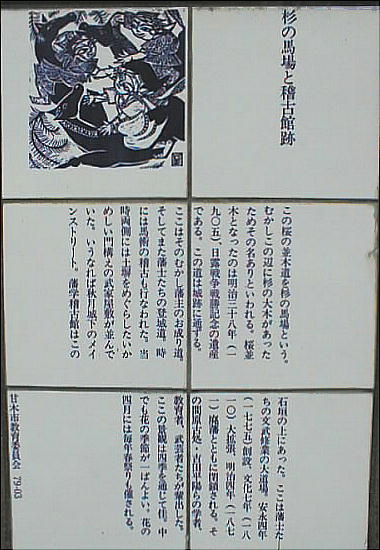 杉の馬場と稽古館跡
この桜の並木道を杉の馬場という。
むかしこの辺に杉の大木があった
ためその名ありといわれる。桜並
木となったのは明治三十八年(一
九〇五)、日露戦争戦勝記念の遺産
である。この道は城跡に通ずる。
ここはそのむかし藩主のお成り道。
そしてまた藩士たちの登城道。時
には馬術の稽古も行なわれた。当
時両側には土塀をめぐらしたいか
めしい門構えの武家屋敷が並んで
いた。いうなれば秋月城下のメイ
ンストリート。藩学稽古館はこの
石垣の上にあった。ここは藩士た
ちの文武修業の大道場。安永四年
(一七七五)創設、文化七年(一八
一〇)大拡張、明治四年(一八七
一)廃藩とともに閉鎖される。そ
の間原古処・吉田平陽らの学者、
教育者、武芸者たちが輩出した。
ここの景観は四季を通じて佳。中
でも花の季節が一ばんよい。花の
四月には毎年春祭りも催される。
甘木市教育委員会 '79・03